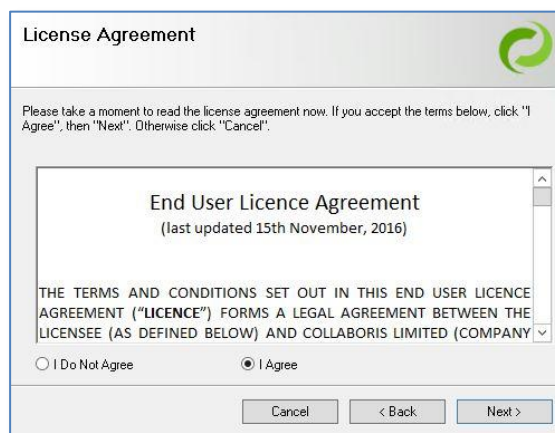 License Agreement
Please take a moment to read the license agreement now. If you accept the terms below, click "I
Agree", then "Next". Otherwise click "Cancel".
End User Licence Agreement
(last updated 15th November, 2016)
THE TERMS AND CONDITIONS SET OUT IN THIS END USER LICENCE
AGREEMENT (“LICENCE”) FORMS A LEGAL AGREEMENT BETWEEN THE
LICENSEE (AS DEFINED BELOW) AND COLLABORIS LIMITED (COMPANY
I Do Not Agree I Agree
Cancel < Back Next >